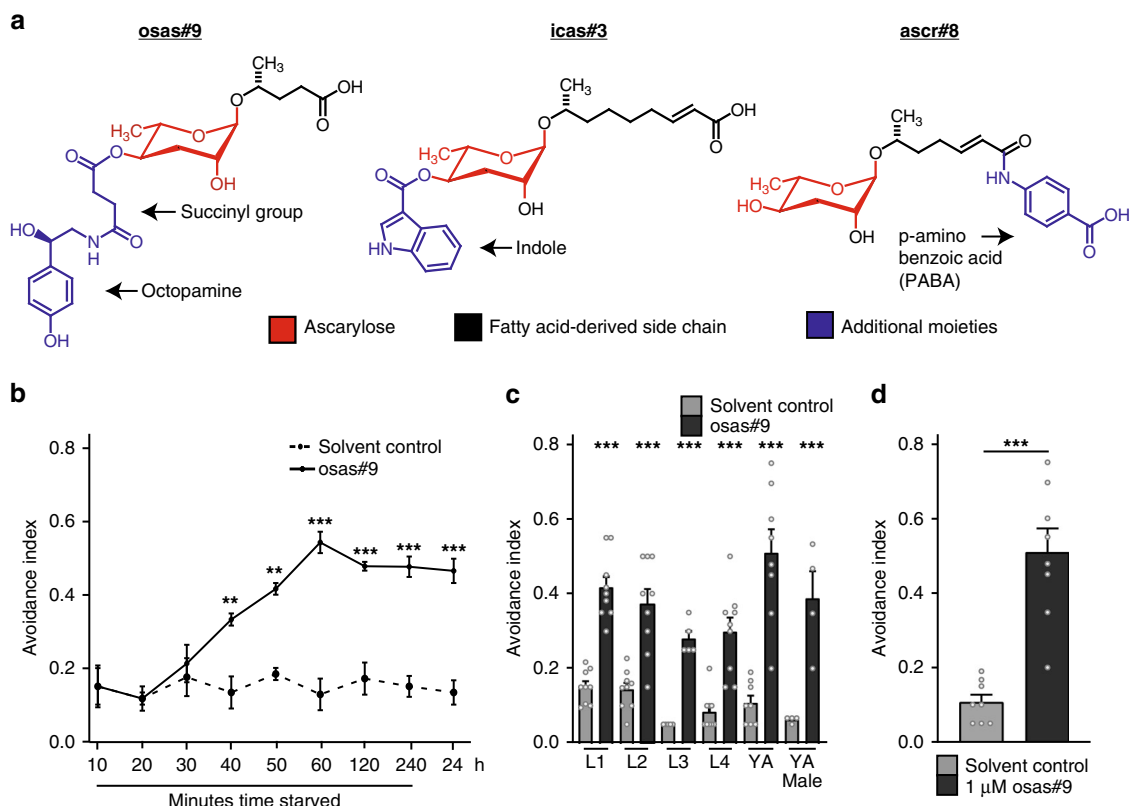 a
osas#9
icas#3
ascr#8
CH3
O
OH
O
H3C
O
O
O
OH
Succinyl group
HO
N
H
O
Octopamine
OH
CH3
O
OH
O
H3C
O
O
O
OH
HN
Indole
CH3
O
O
HN
H3C
O
HO
OH
OH
O
p-amino
benzoic acid
(PABA)
Ascarylose
Fatty acid-derived side chain
Additional moieties
b
Solvent control
osas#9
Avoidance index
0.8
0.6
0.4
0.2
0.0
**
**
***
***
***
***
10 20 30 40 50 60 120 240 24 h
Minutes time starved
c
Solvent control
osas#9
Avoidance index
0.8
0.6
0.4
0.2
0.0
*** *** *** *** *** ***
L1 L2 L3 L4 YA YA
Male
d
***
Avoidance index
0.8
0.6
0.4
0.2
0.0
Solvent control
1 µM osas#9